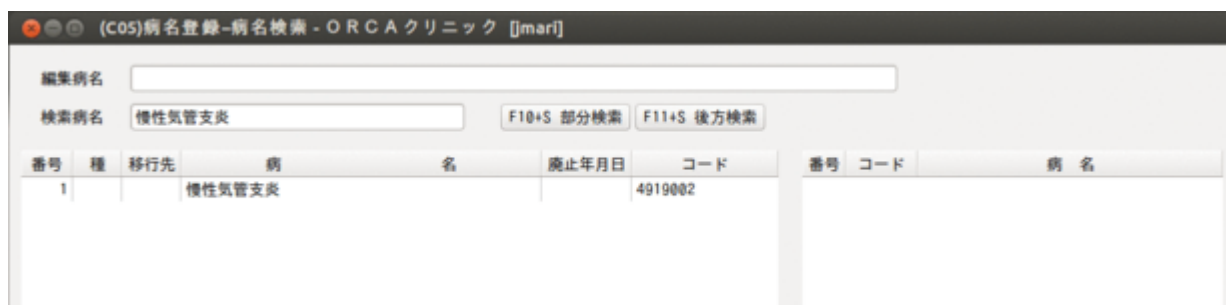 (C05)病名登録-病名検索 - ORCAクリニック [jmari]
編集病名
検索病名 慢性気管支炎 F10+S 部分検索 F11+S 後方検索
番号 種 移行先 病 名 廃止年月日 コード 番号 コード 病 名
1 慢性気管支炎 4919002